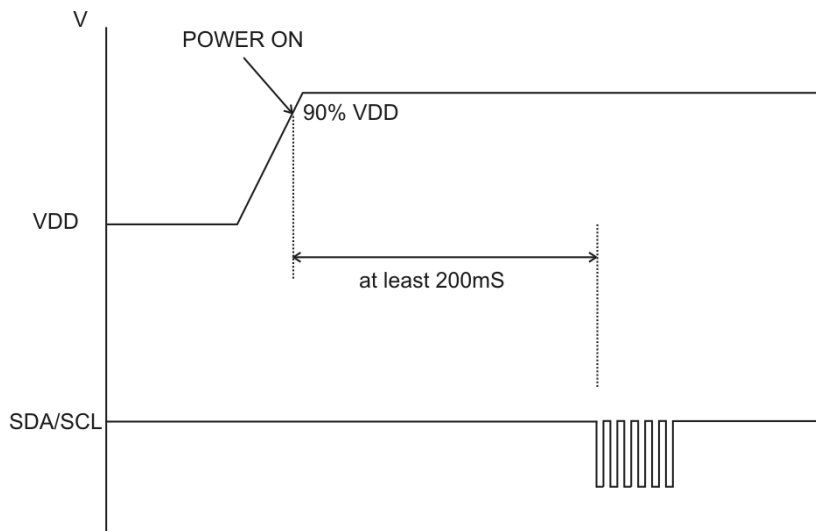 V
POWER ON
90% VDD
VDD
at least 200mS
SDA/SCL